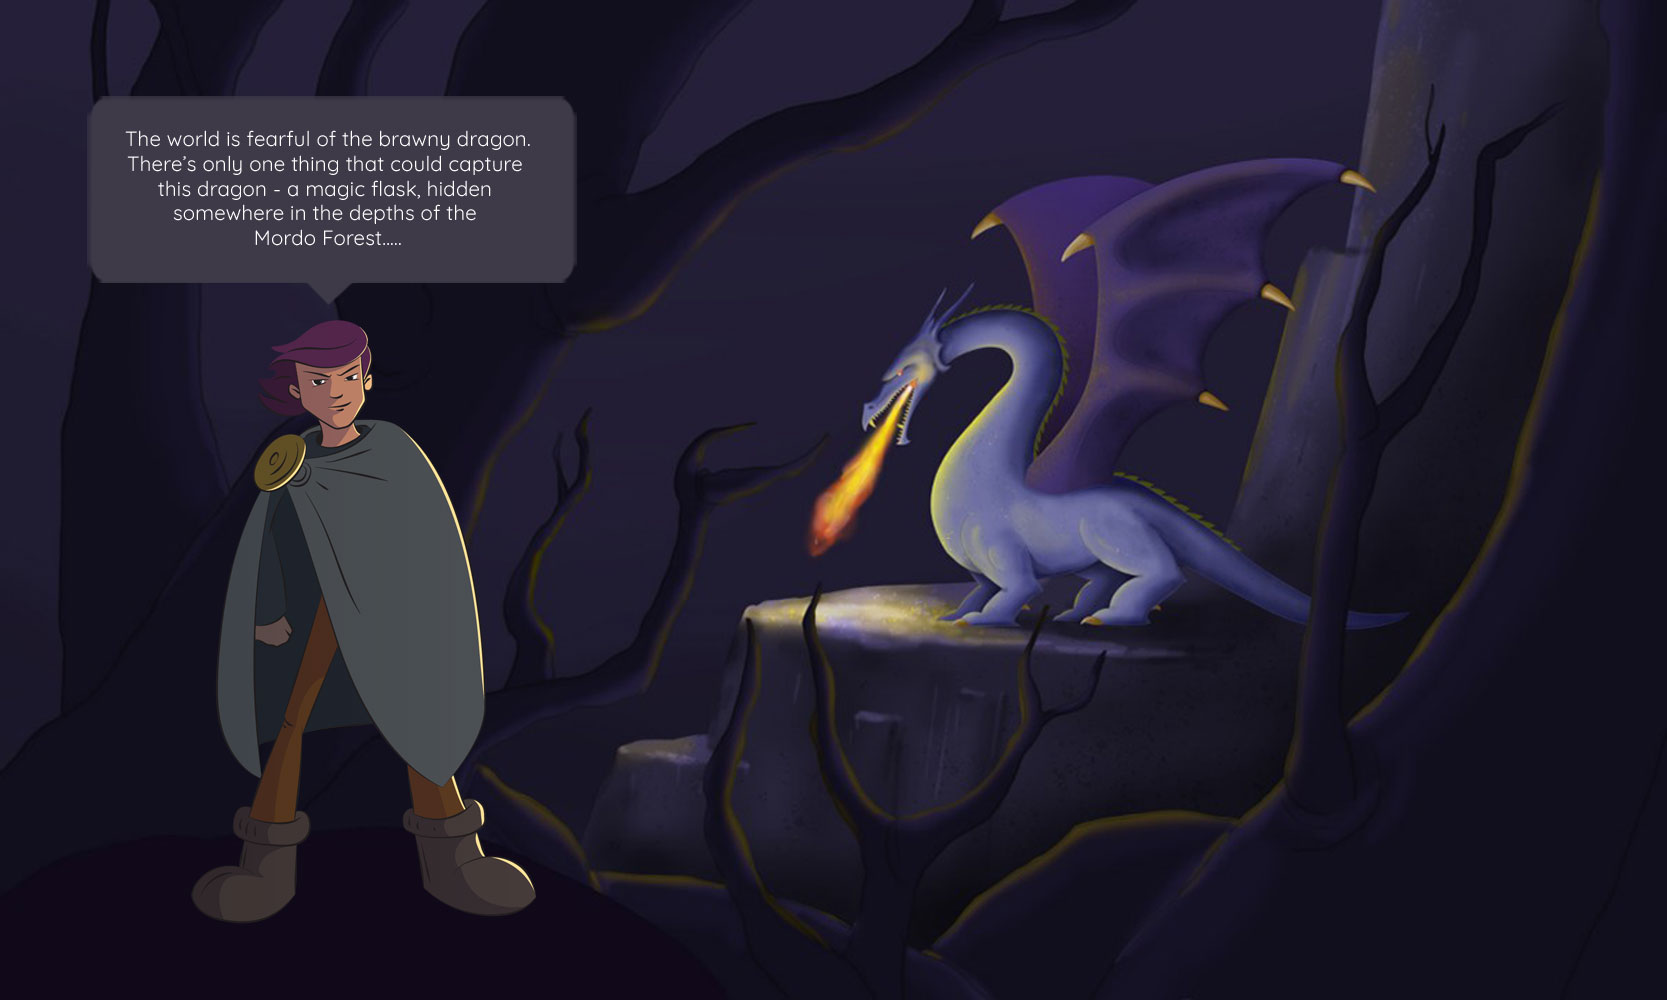 The world is fearful of the brawny dragon.
There's only one thing that could capture
this dragon - a magic flask, hidden
somewhere in the depths of the
Mordo Forest.....